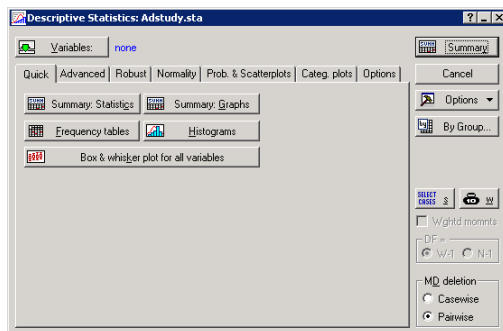 Descriptive Statistics: Adstudy.sta
Variables: none
Summary
Quick Advanced Robust Normality Prob. & Scatterplots Categ. plots Options
Cancel
Summary: Statistics Summary: Graphs
Options
Frequency tables Histograms
By Group...
Box & whisker plot for all variables
SELECT CASES S W
Wghtd momnts
DF =
W-1 N-1
MD deletion
Casewise
Pairwise